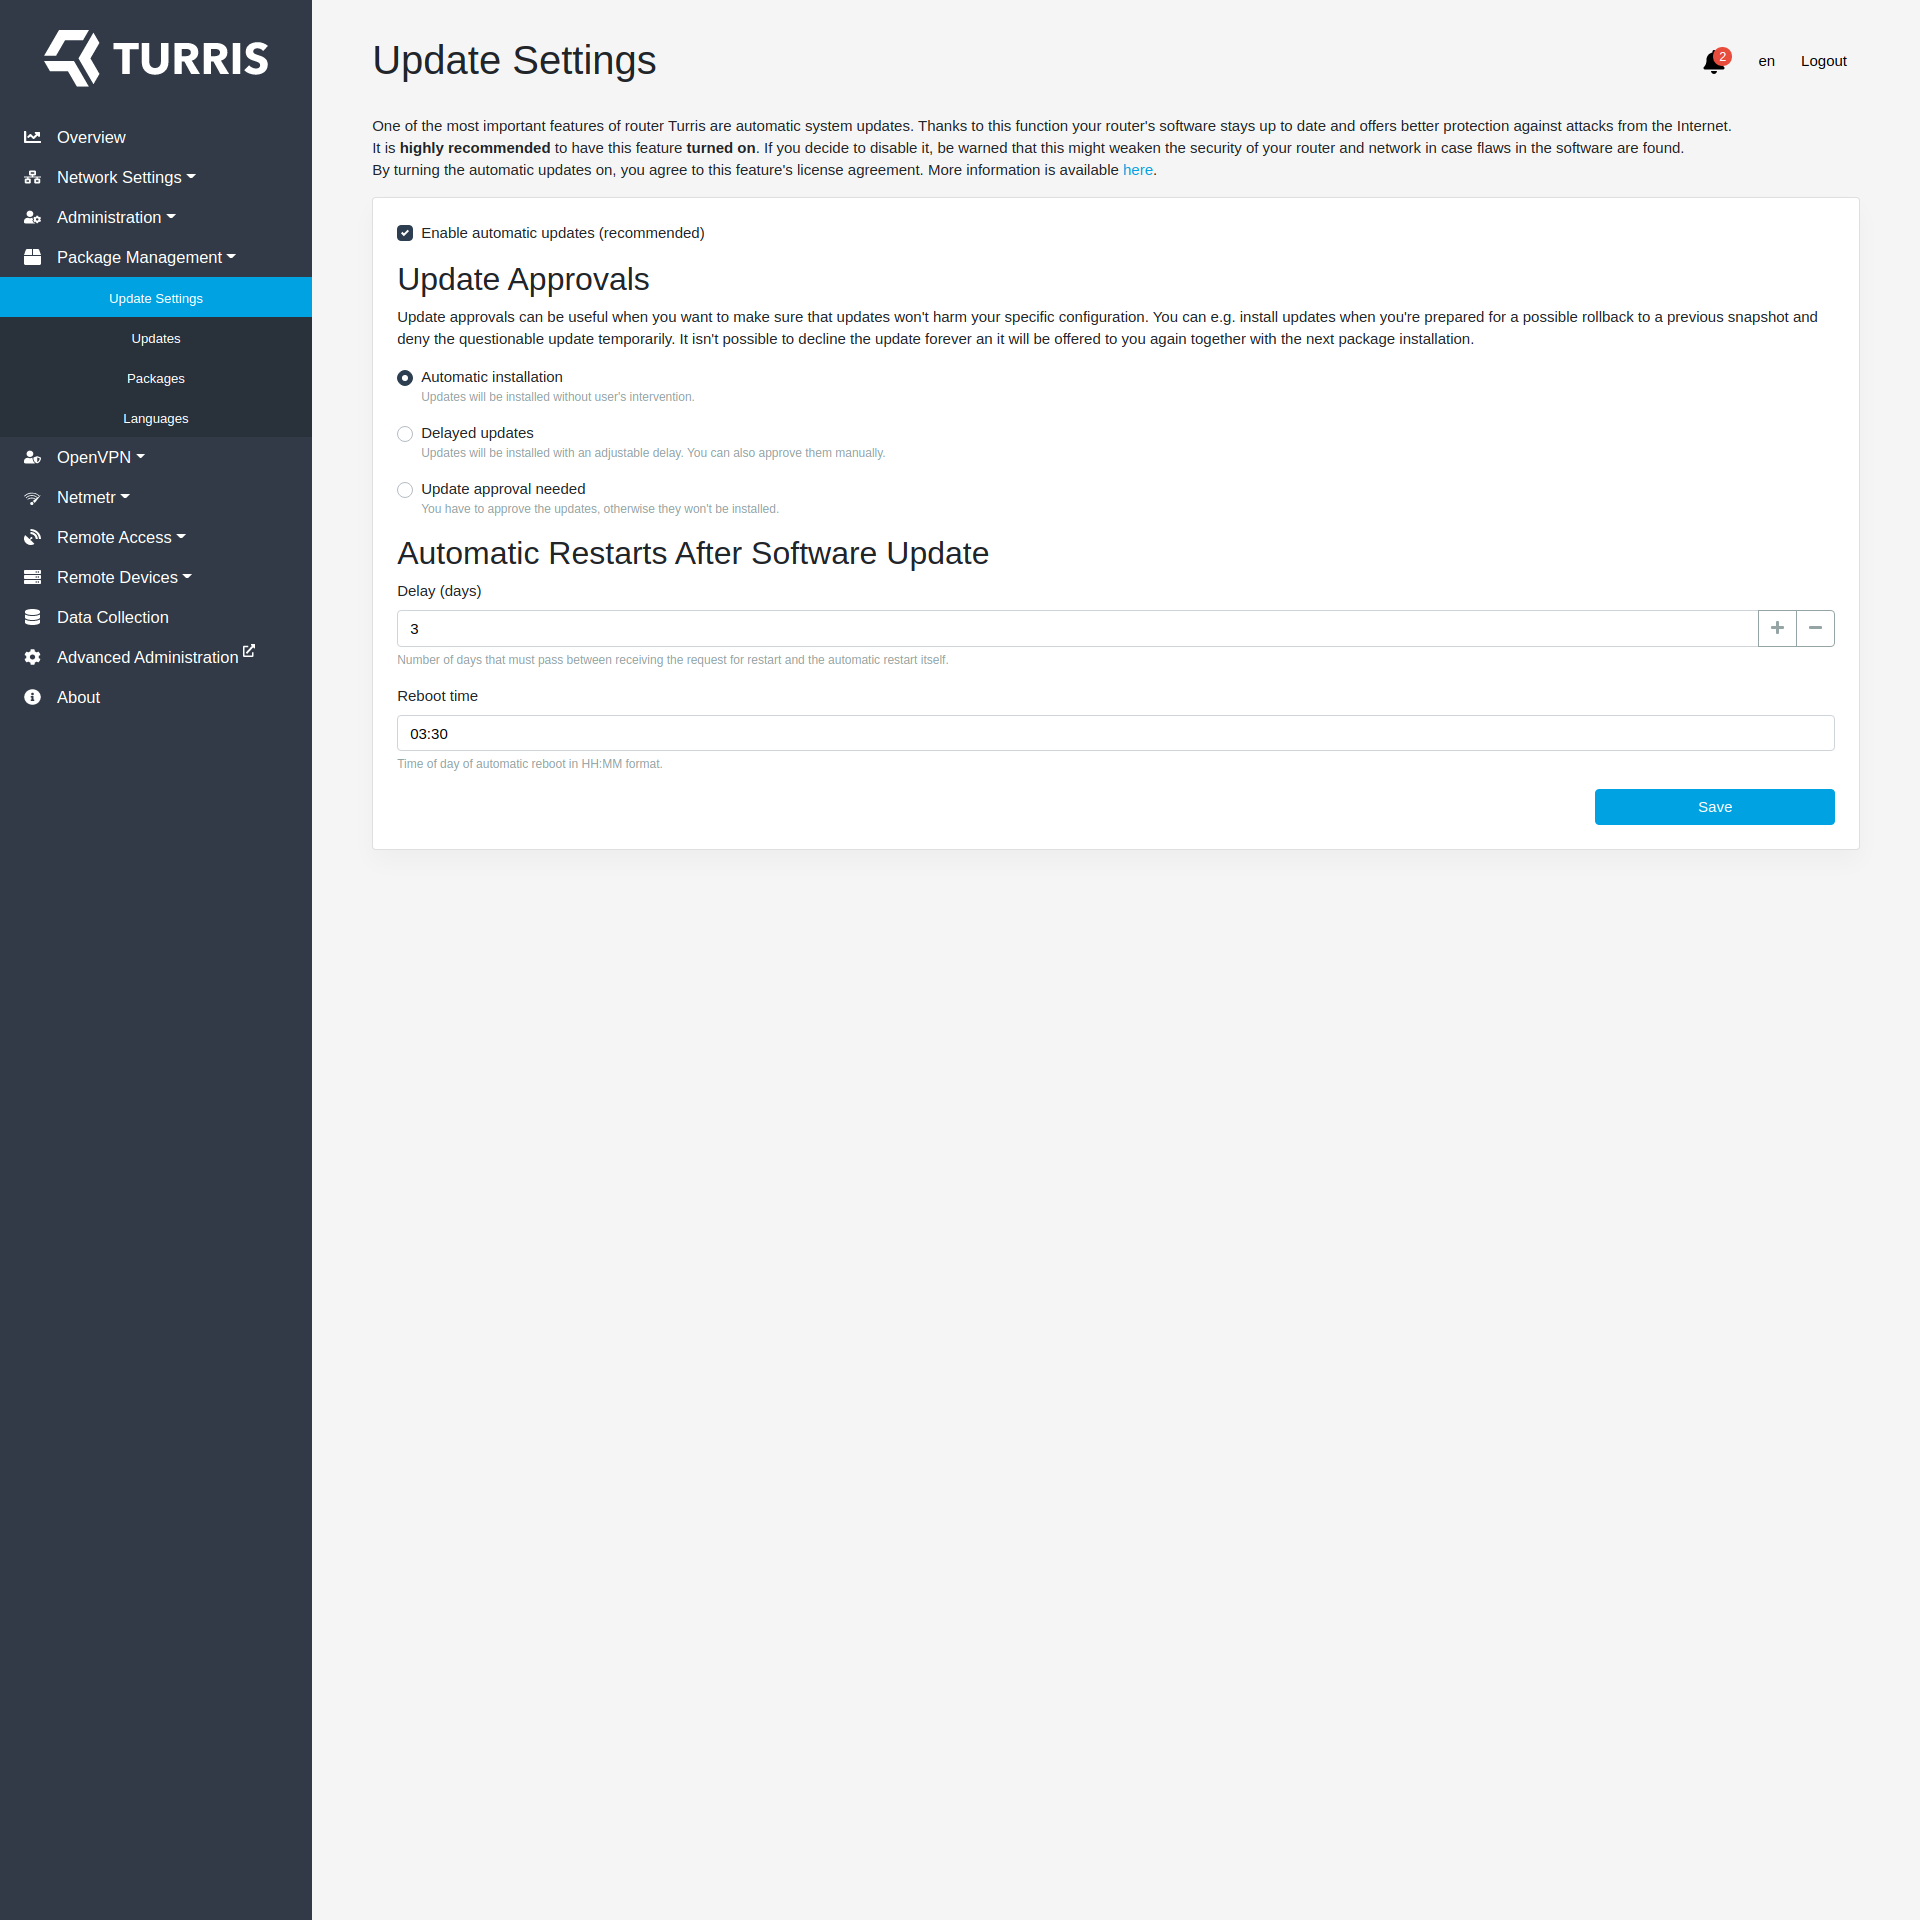 TURRIS
Overview
Network Settings
Administration
Package Management
Update Settings
Updates
Packages
Languages
OpenVPN
Netmetr
Remote Access
Remote Devices
Data Collection
Advanced Administration
About
Update Settings
2
en
Logout
One of the most important features of router Turris are automatic system updates. Thanks to this function your router's software stays up to date and offers better protection against attacks from the Internet.
It is highly recommended to have this feature turned on. If you decide to disable it, be warned that this might weaken the security of your router and network in case flaws in the software are found.
By turning the automatic updates on, you agree to this feature's license agreement. More information is available here.
Enable automatic updates (recommended)
Update Approvals
Update approvals can be useful when you want to make sure that updates won't harm your specific configuration. You can e.g. install updates when you're prepared for a possible rollback to a previous snapshot and
deny the questionable update temporarily. It isn't possible to decline the update forever an it will be offered to you again together with the next package installation.
Automatic installation
Updates will be installed without user's intervention.
Delayed updates
Updates will be installed with an adjustable delay. You can also approve them manually.
Update approval needed
You have to approve the updates, otherwise they won't be installed.
Automatic Restarts After Software Update
Delay (days)
3
Number of days that must pass between receiving the request for restart and the automatic restart itself.
Reboot time
03:30
Time of day of automatic reboot in HH:MM format.
Save